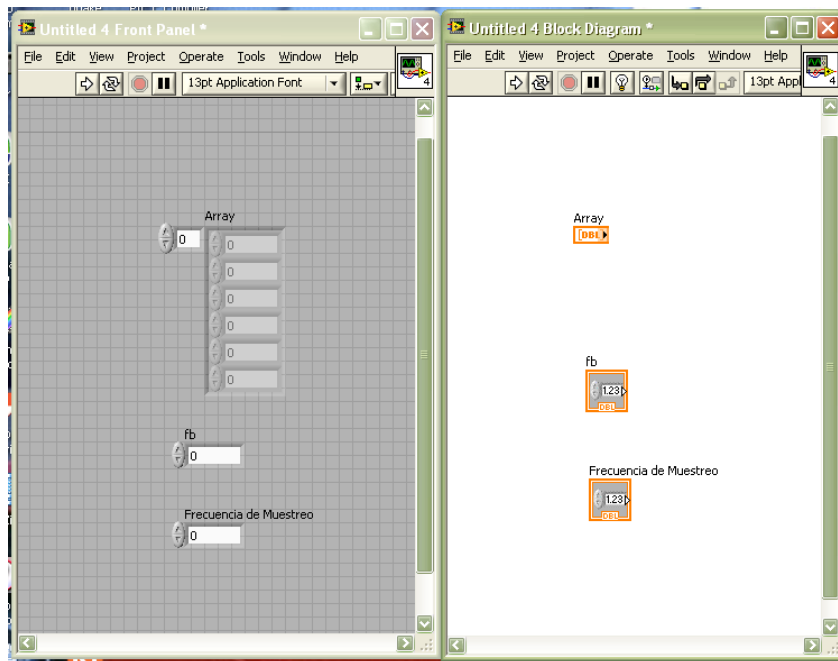 Untitled 4 Front Panel *
File Edit View Project Operate Tools Window Help
13pt Application Font
4
Array
0
0
0
0
0
0
0
fb
0
Frecuencia de Muestreo
0
Untitled 4 Block Diagram *
File Edit View Project Operate Tools Window Help
13pt Appl
4
Array
[DBL]
fb
1.23
DBL
Frecuencia de Muestreo
1.23
DBL